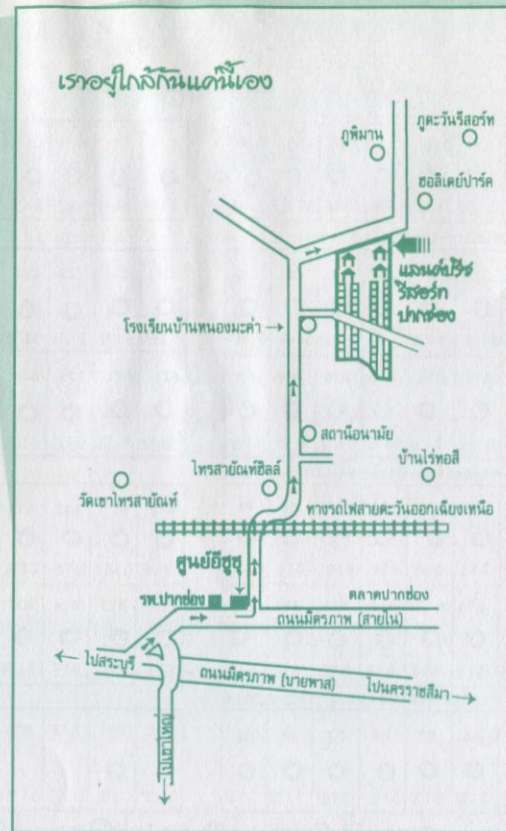 เราอยู่ใกล้กันแค่นี้เอง
ภูตะวันรีสอร์ท
ภูพิมาน
ฮอลิเดย์ปาร์ค
แลนด์ปรีช
รีสอร์ท
ปากช่อง
โรงเรียนบ้านหนองมะค่า
สถานีอนามัย
ไทรสายัณท์ฮิลล์
บ้านไร่ทอสี
วัดเขาไทรสายัณท์
ทางรถไฟสายตะวันออกเฉียงเหนือ
ศูนย์อีซูซุ
รพ.ปากช่อง
ตลาดปากช่อง
ถนนมิตรภาพ (สายใน)
ไปสระบุรี
ถนนมิตรภาพ (บายพาส)
ไปนครราชสีมา
ไปเขาใหญ่